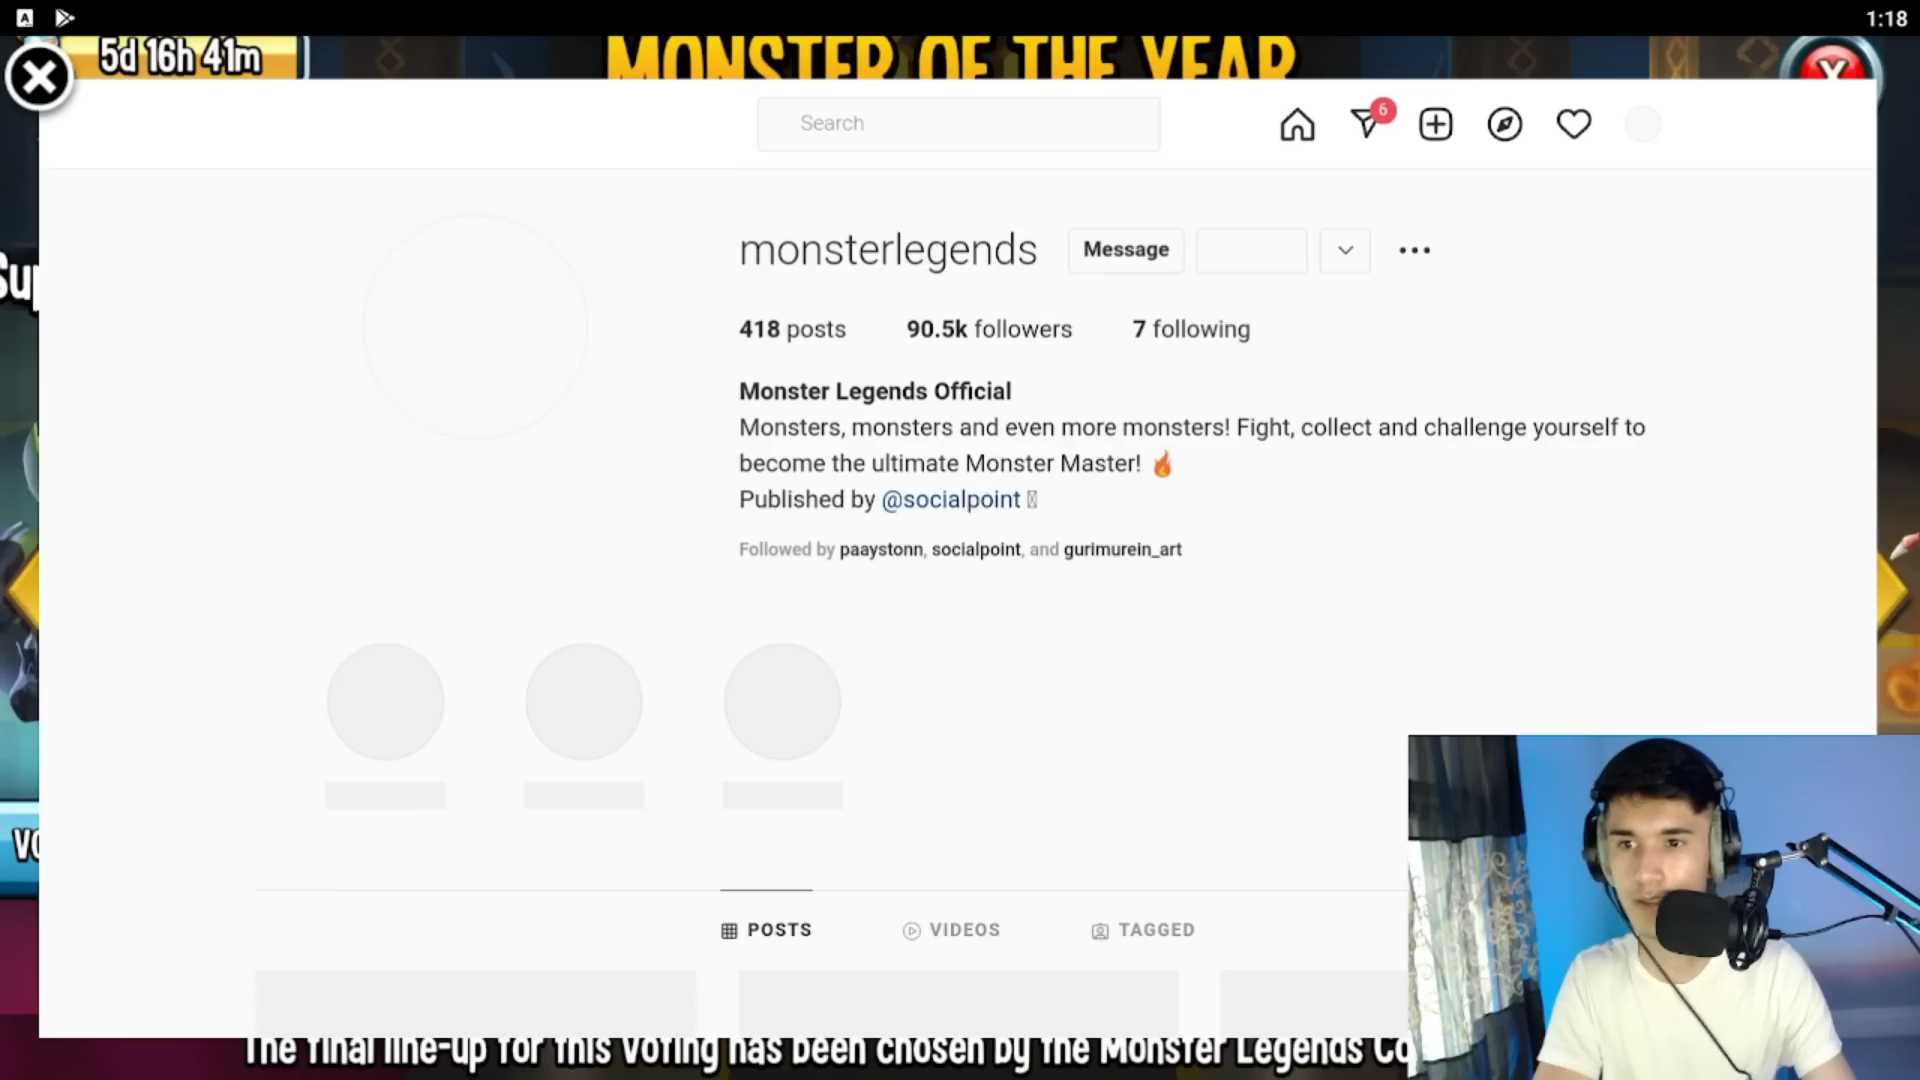 1:18
5d 16h 41m
MONSTER OF THE YEAR
Search
6
monsterlegends
Message
418 posts
90.5k followers
7 following
Monster Legends Official
Monsters, monsters and even more monsters! Fight, collect and challenge yourself to
become the ultimate Monster Master! 🔥
Published by @socialpoint
Followed by paaystonn, socialpoint, and gurimurein_art
POSTS
VIDEOS
TAGGED
The final line-up for this voting has been chosen by the Monster Legends